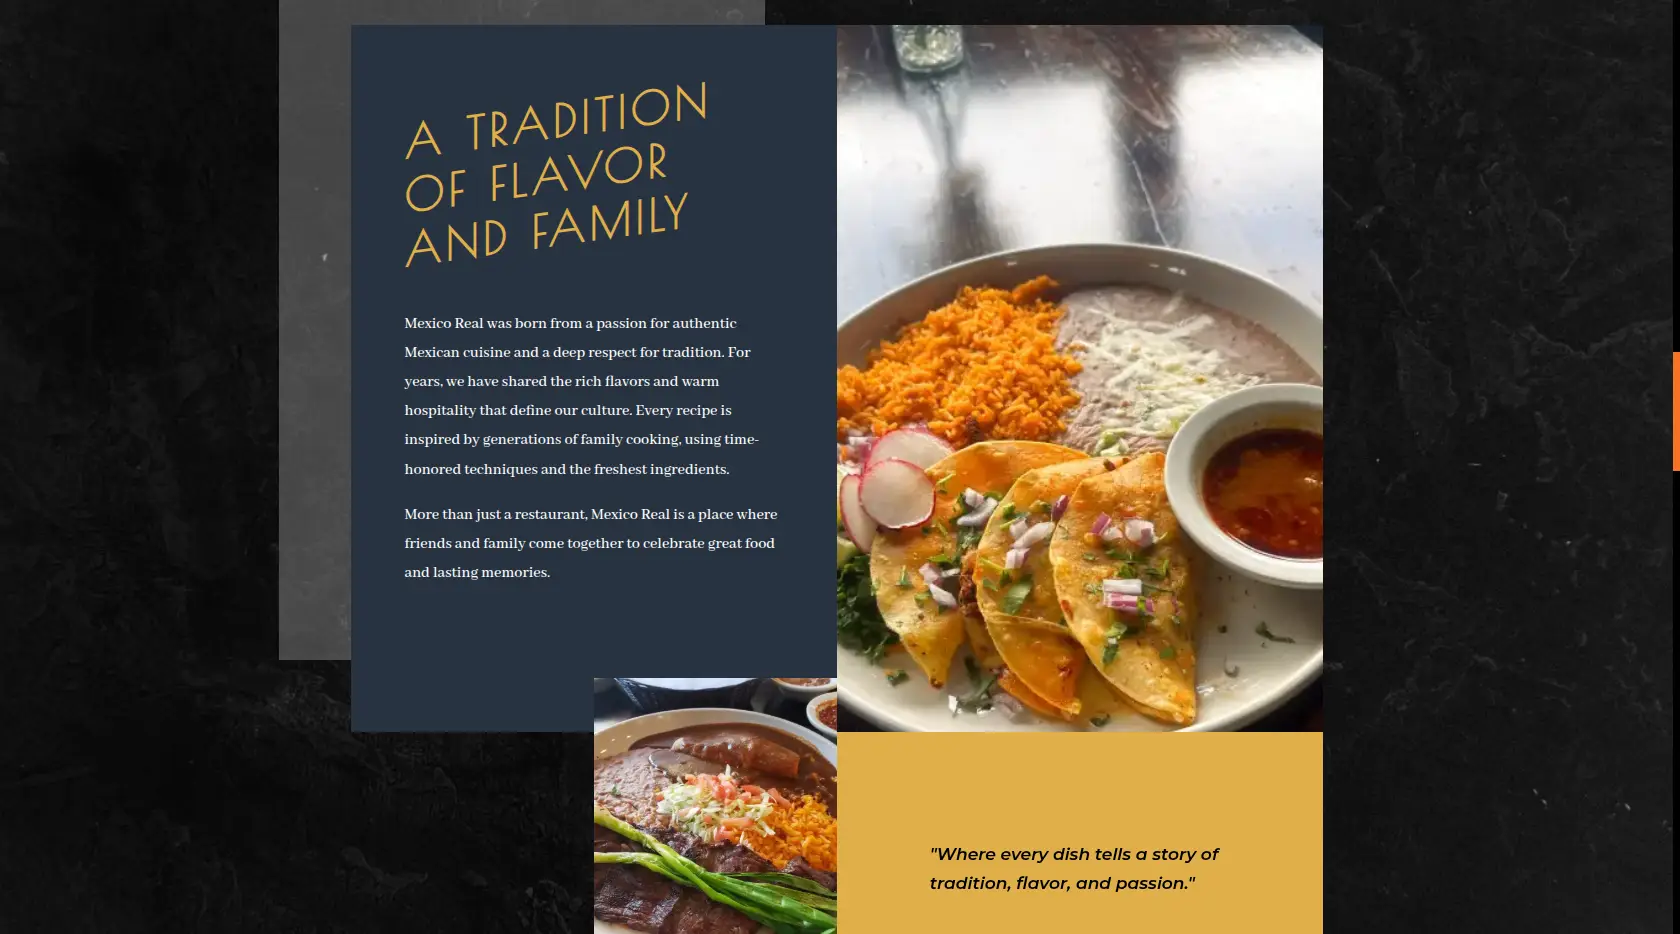 A TRADITION
OF FLAVOR
AND FAMILY
Mexico Real was born from a passion for authentic
Mexican cuisine and a deep respect for tradition. For
years, we have shared the rich flavors and warm
hospitality that define our culture. Every recipe is
inspired by generations of family cooking, using time-
honored techniques and the freshest ingredients.
More than just a restaurant, Mexico Real is a place where
friends and family come together to celebrate great food
and lasting memories.
"Where every dish tells a story of
tradition, flavor, and passion."